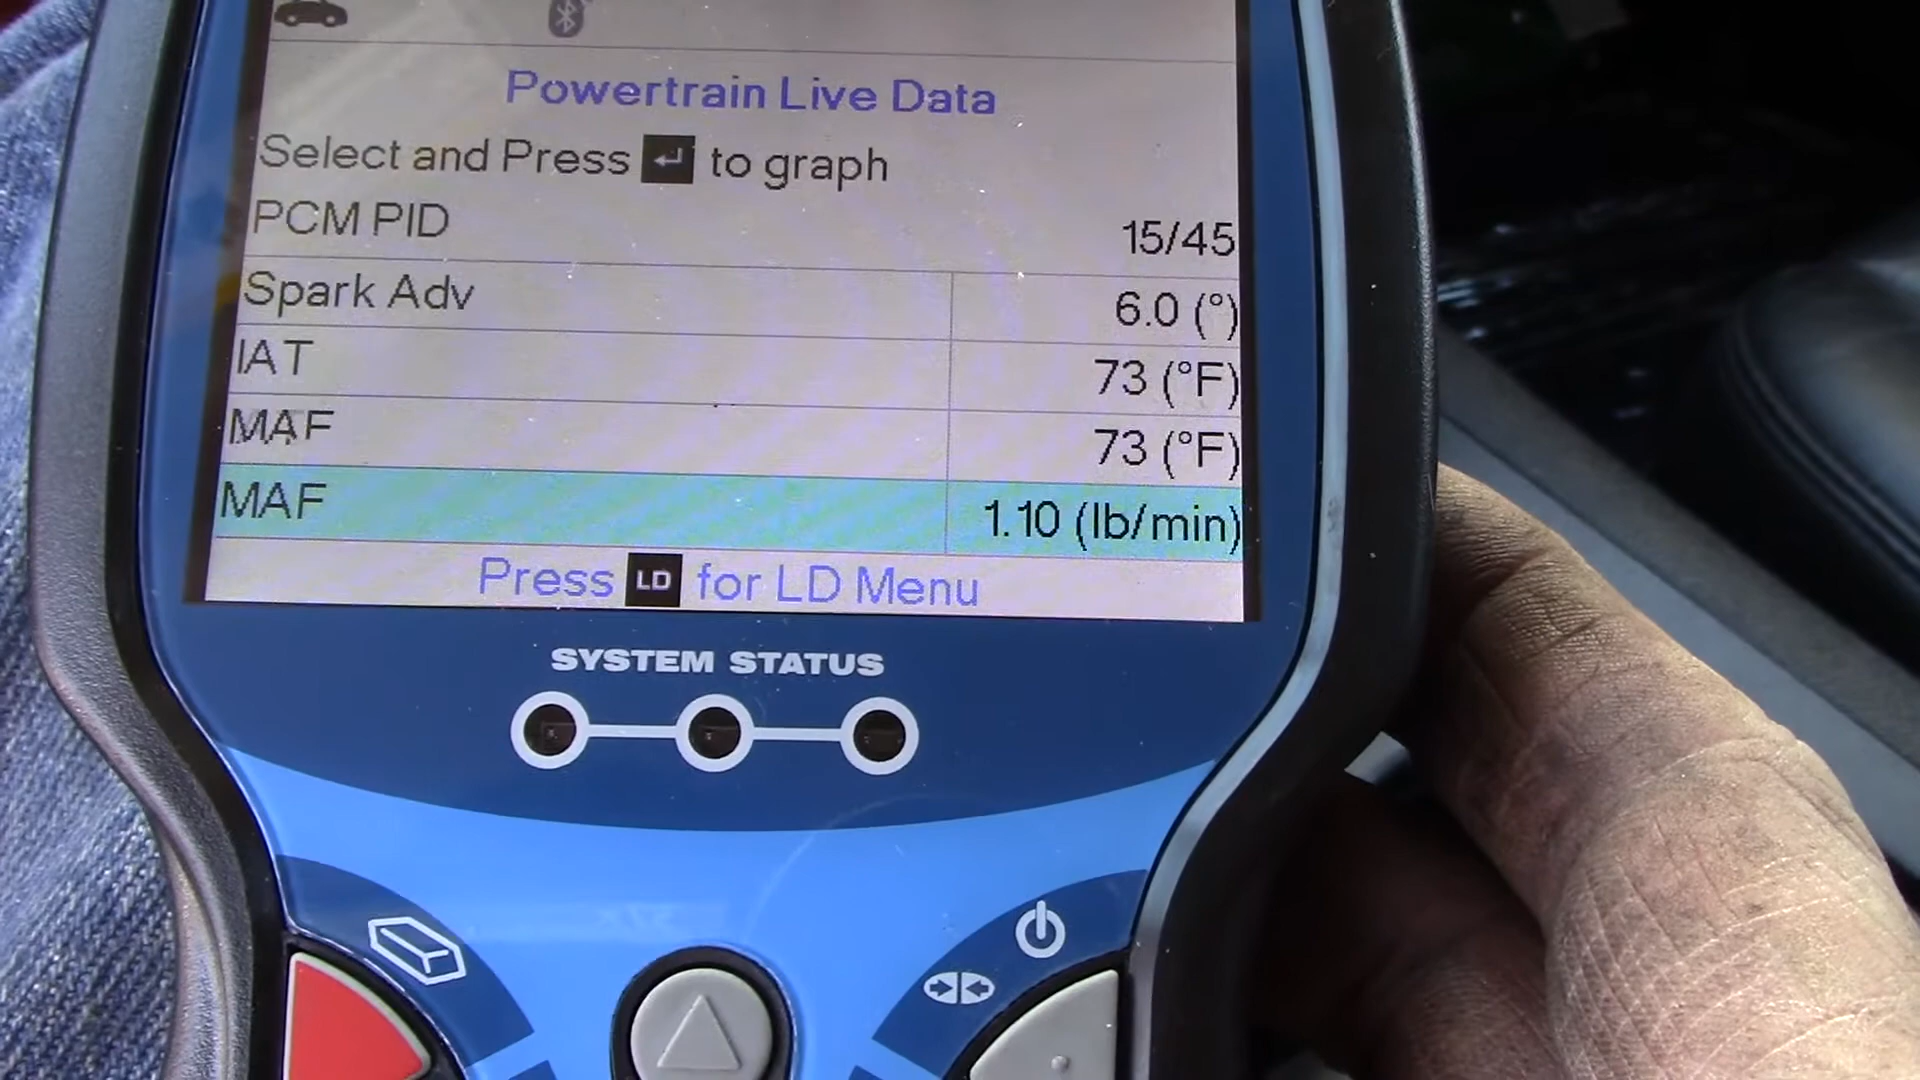 Powertrain Live Data
Select and Press to graph
PCM PID 15/45
Spark Adv 6.0 (°)
IAT 73 (°F)
MAF 73 (°F)
MAF 1.10 (lb/min)
Press LD for LD Menu
SYSTEM STATUS